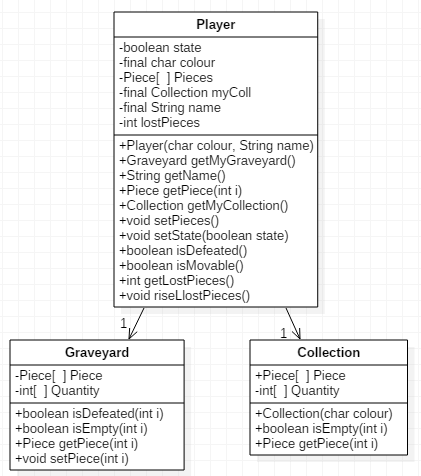 Player
-boolean state
-final char colour
-Piece[ ] Pieces
-final Collection myColl
-final String name
-int lostPieces
+Player(char colour, String name)
+Graveyard getMyGraveyard()
+String getName()
+Piece getPiece(int i)
+Collection getMyCollection()
+void setPieces()
+void setState(boolean state)
+boolean isDefeated()
+boolean isMovable()
+int getLostPieces()
+void riseLlostPieces()
1
1
Graveyard
-Piece[ ] Piece
-int[ ] Quantity
+boolean isDefeated(int i)
+boolean isEmpty(int i)
+Piece getPiece(int i)
+void setPiece(int i)
Collection
+Piece[ ] Piece
-int[ ] Quantity
+Collection(char colour)
+boolean isEmpty(int i)
+Piece getPiece(int i)